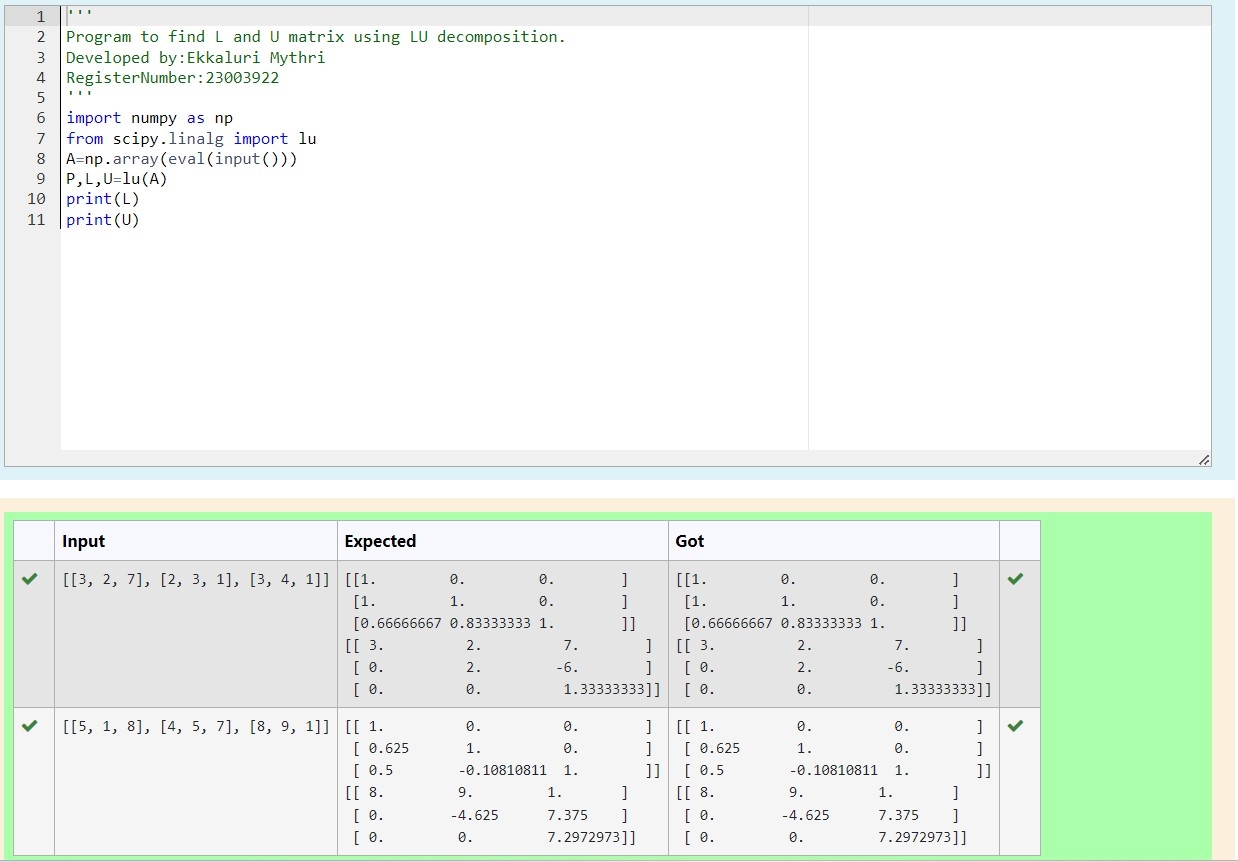 1 '''
2 Program to find L and U matrix using LU decomposition.
3 Developed by:Ekkaluri Mythri
4 RegisterNumber:23003922
5 '''
6 import numpy as np
7 from scipy.linalg import lu
8 A=np.array(eval(input()))
9 P,L,U=lu(A)
10 print(L)
11 print(U)
Input Expected Got
[[3, 2, 7], [2, 3, 1], [3, 4, 1]] [[1. 0. 0. ] [[1. 0. 0. ]
[1. 1. 0. ] [1. 1. 0. ]
[0.66666667 0.83333333 1. ]] [0.66666667 0.83333333 1. ]]
[[ 3. 2. 7. ] [[ 3. 2. 7. ]
[ 0. 2. -6. ] [ 0. 2. -6. ]
[ 0. 0. 1.33333333]] [ 0. 0. 1.33333333]]
[[5, 1, 8], [4, 5, 7], [8, 9, 1]] [[ 1. 0. 0. ] [[ 1. 0. 0. ]
[ 0.625 1. 0. ] [ 0.625 1. 0. ]
[ 0.5 -0.10810811 1. ]] [ 0.5 -0.10810811 1. ]]
[[ 8. 9. 1. ] [[ 8. 9. 1. ]
[ 0. -4.625 7.375 ] [ 0. -4.625 7.375 ]
[ 0. 0. 7.2972973]] [ 0. 0. 7.2972973]]